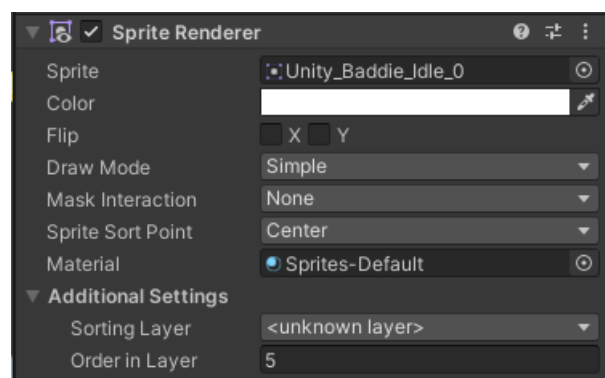 Sprite Renderer
Sprite Unity_Baddie_Idle_0
Color
Flip X Y
Draw Mode Simple
Mask Interaction None
Sprite Sort Point Center
Material Sprites-Default
Additional Settings
Sorting Layer <unknown layer>
Order in Layer 5